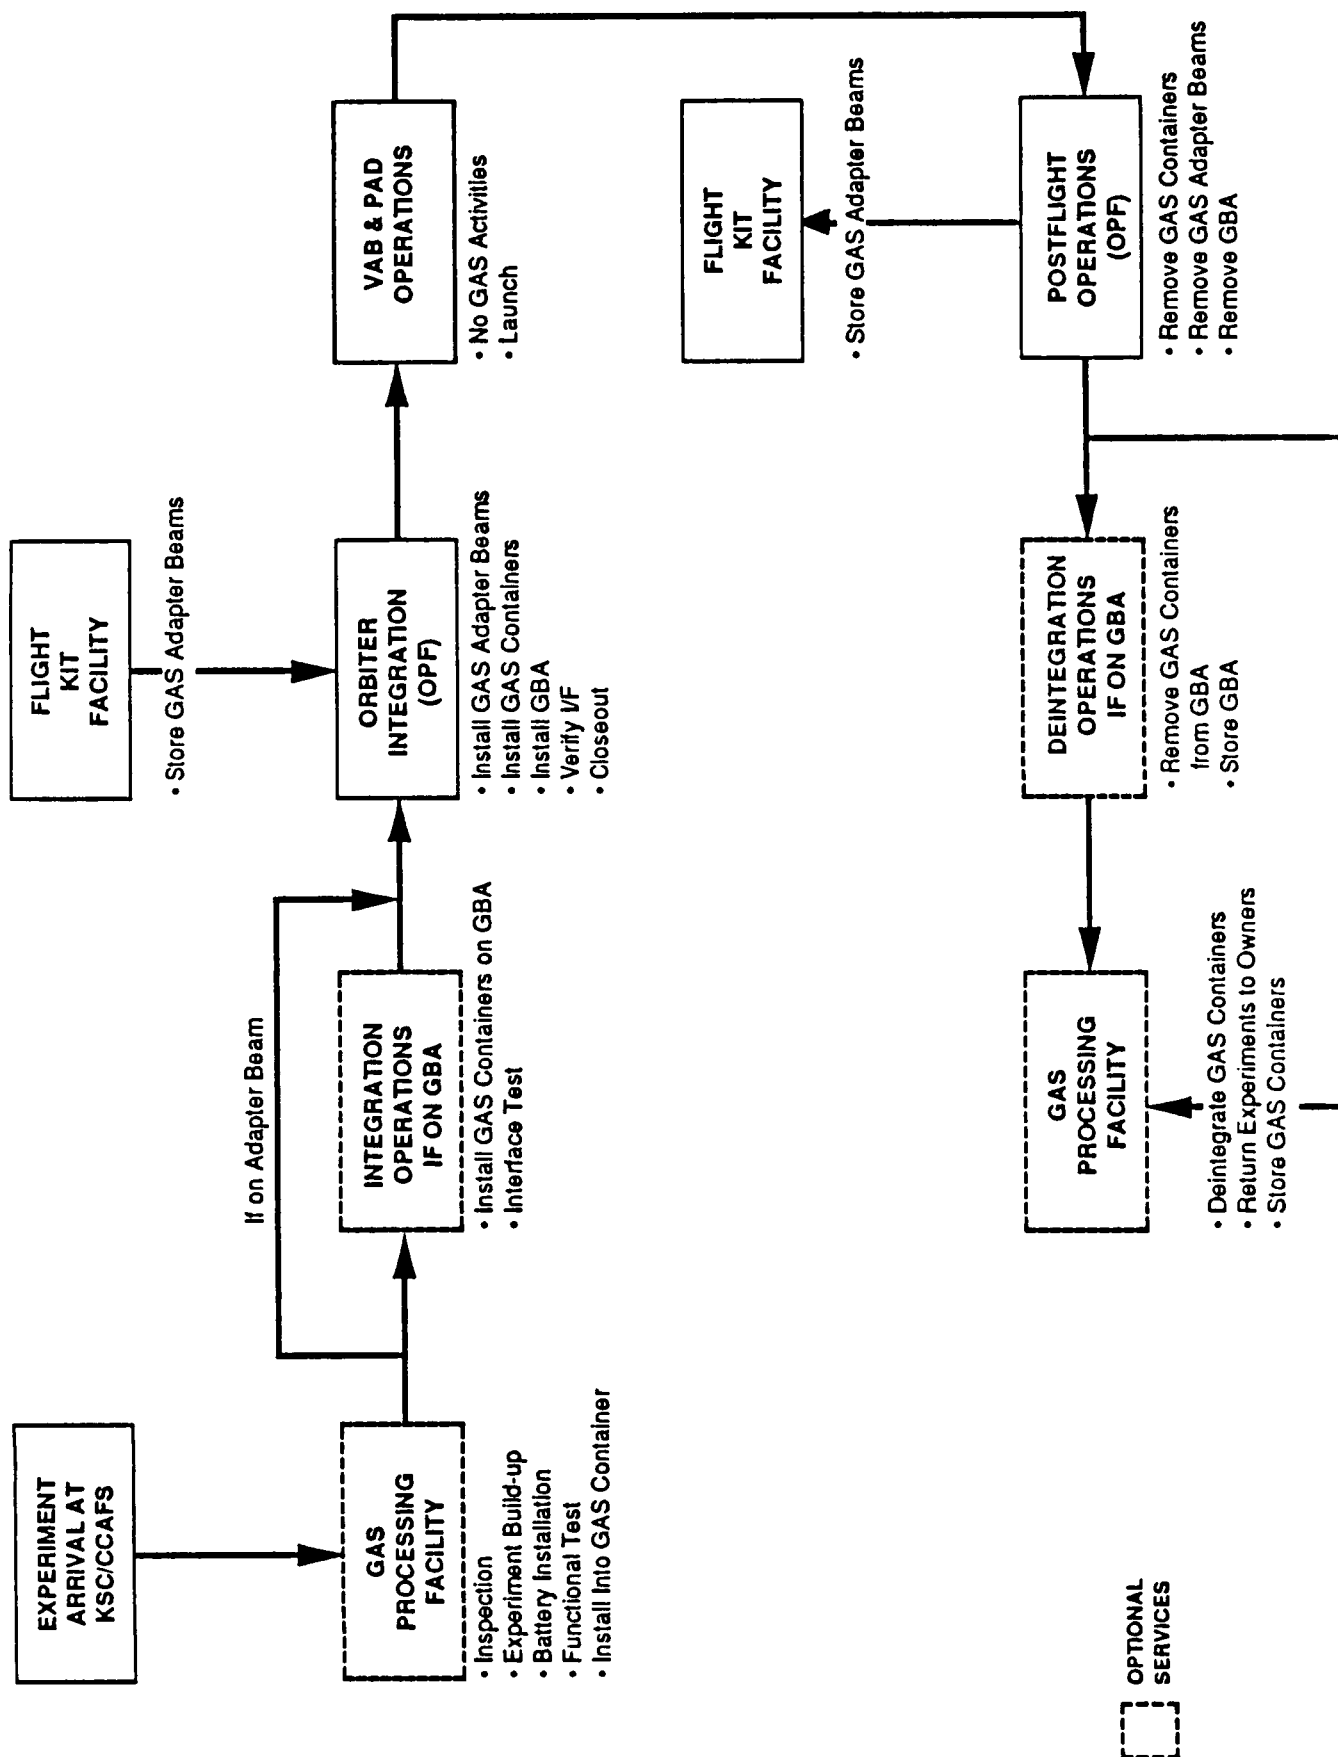 EXPERIMENT
ARRIVAL AT
KSC/CCAFS
GAS
PROCESSING
FACILITY
• Inspection
• Experiment Build-up
• Battery Installation
• Functional Test
• Install Into GAS Container
If on Adapter Beam
INTEGRATION
OPERATIONS
IF ON GBA
• Install GAS Containers on GBA
• Interface Test
FLIGHT
KIT
FACILITY
• Store GAS Adapter Beams
ORBITER
INTEGRATION
(OPF)
• Install GAS Adapter Beams
• Install GAS Containers
• Install GBA
• Verify I/F
• Closeout
VAB & PAD
OPERATIONS
• No GAS Activities
• Launch
FLIGHT
KIT
FACILITY
• Store GAS Adapter Beams
POSTFLIGHT
OPERATIONS
(OPF)
• Remove GAS Containers
• Remove GAS Adapter Beams
• Remove GBA
DEINTEGRATION
OPERATIONS
IF ON GBA
• Remove GAS Containers
from GBA
• Store GBA
GAS
PROCESSING
FACILITY
• Deintegrate GAS Containers
• Return Experiments to Owners
• Store GAS Containers
OPTIONAL
SERVICES